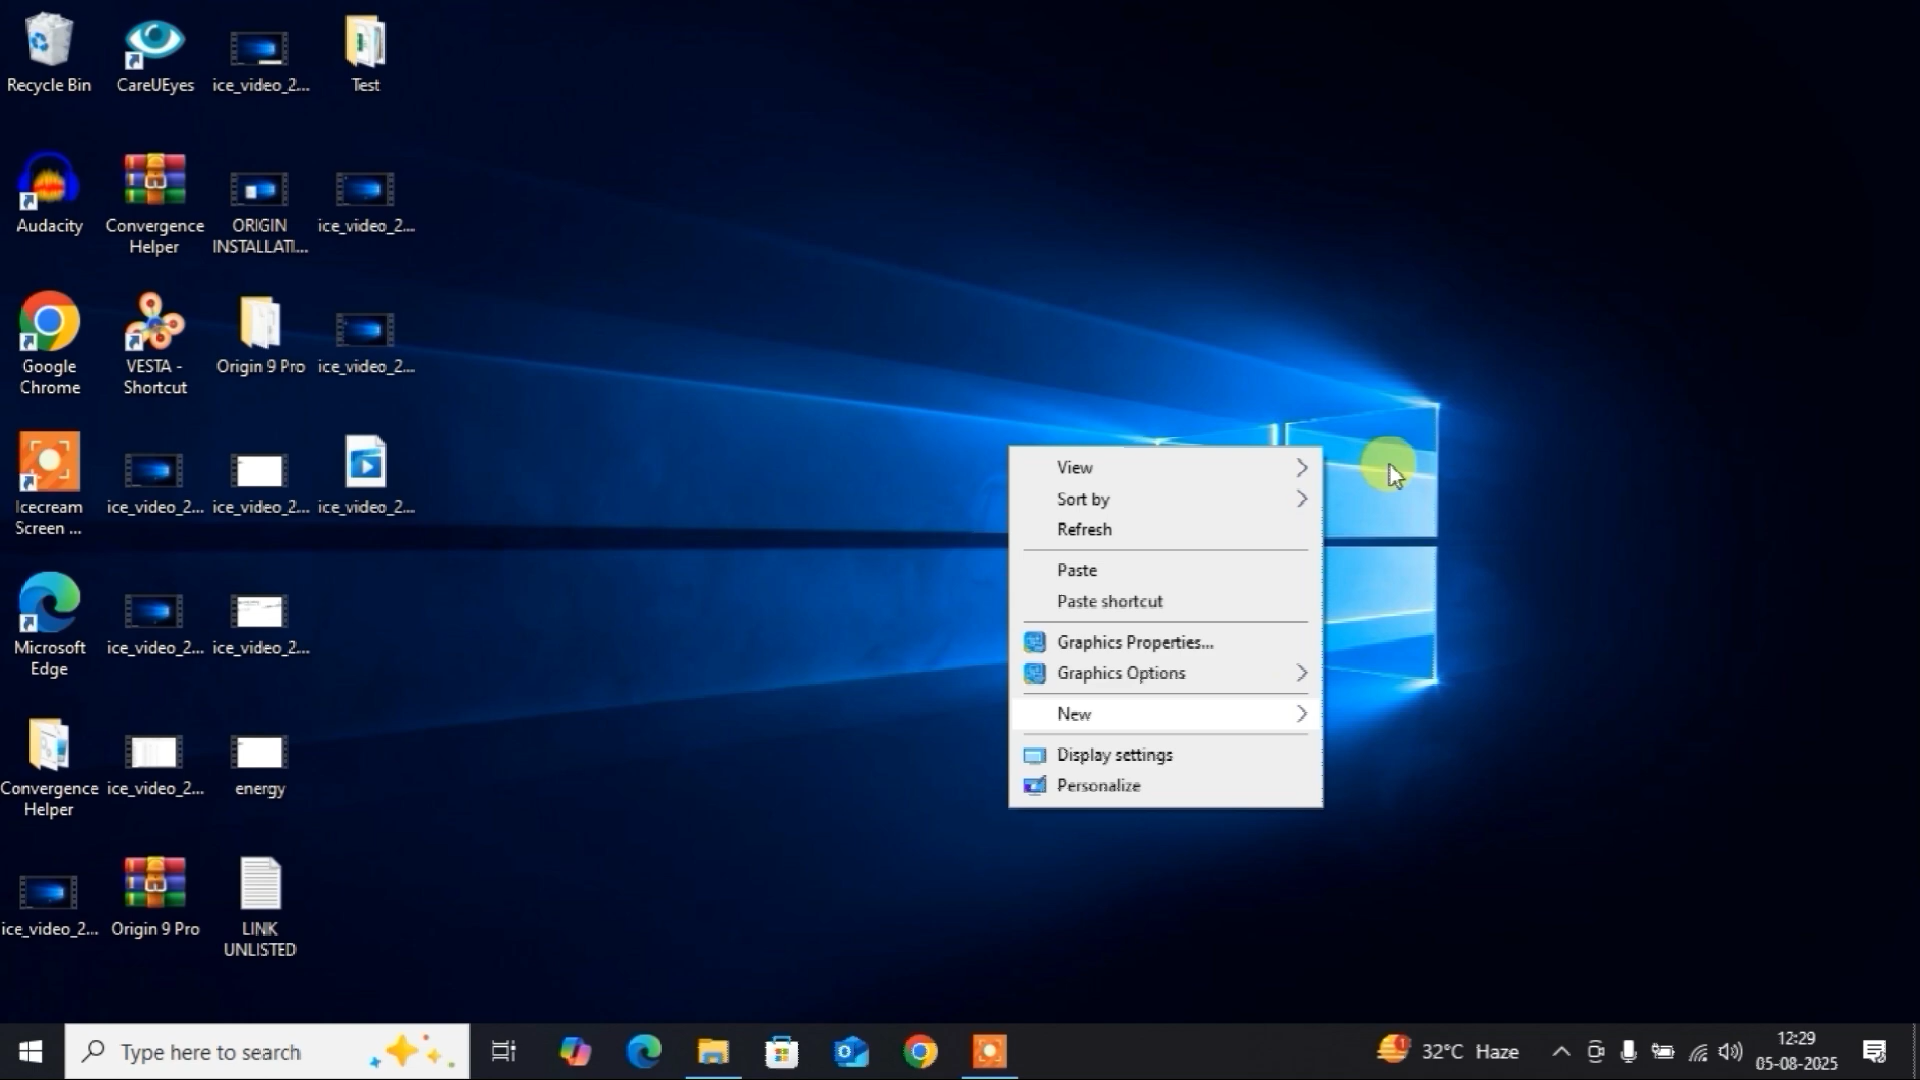 Recycle Bin
CareUEyes
ice_video_2...
Test
Audacity
Convergence
Helper
ORIGIN
INSTALLATI...
ice_video_2...
Google
Chrome
VESTA -
Shortcut
Origin 9 Pro
ice_video_2...
Icecream
Screen ...
ice_video_2...
ice_video_2...
ice_video_2...
Microsoft
Edge
ice_video_2...
ice_video_2...
Convergence
Helper
ice_video_2...
energy
ice_video_2...
Origin 9 Pro
LINK
UNLISTED
View
Sort by
Refresh
Paste
Paste shortcut
Graphics Properties...
Graphics Options
New
Display settings
Personalize
Type here to search
32°C Haze
12:29
05-08-2025